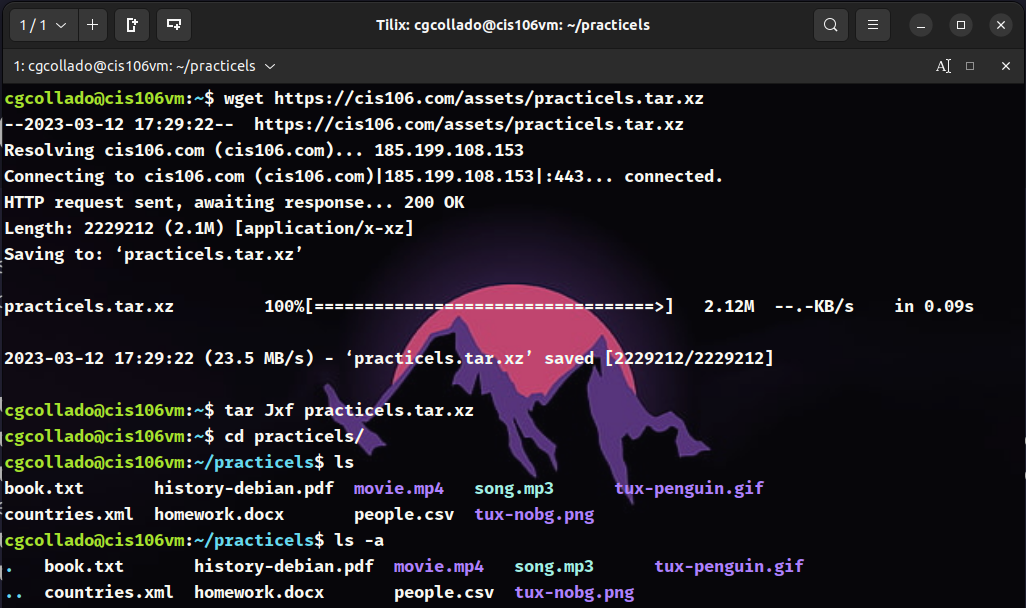 1 / 1
Tilix: cgcollado@cis106vm: ~/practicels
1: cgcollado@cis106vm: ~/practicels
cgcollado@cis106vm:~$ wget https://cis106.com/assets/practicels.tar.xz
--2023-03-12 17:29:22--  https://cis106.com/assets/practicels.tar.xz
Resolving cis106.com (cis106.com)... 185.199.108.153
Connecting to cis106.com (cis106.com)|185.199.108.153|:443... connected.
HTTP request sent, awaiting response... 200 OK
Length: 2229212 (2.1M) [application/x-xz]
Saving to: ‘practicels.tar.xz’
practicels.tar.xz         100%[==================================>]   2.12M  --.-KB/s    in 0.09s
2023-03-12 17:29:22 (23.5 MB/s) - ‘practicels.tar.xz’ saved [2229212/2229212]
cgcollado@cis106vm:~$ tar Jxf practicels.tar.xz
cgcollado@cis106vm:~$ cd practicels/
cgcollado@cis106vm:~/practicels$ ls
book.txt       history-debian.pdf  movie.mp4   song.mp3      tux-penguin.gif
countries.xml  homework.docx       people.csv  tux-nobg.png
cgcollado@cis106vm:~/practicels$ ls -a
.   book.txt       history-debian.pdf  movie.mp4   song.mp3      tux-penguin.gif
..  countries.xml  homework.docx       people.csv  tux-nobg.png